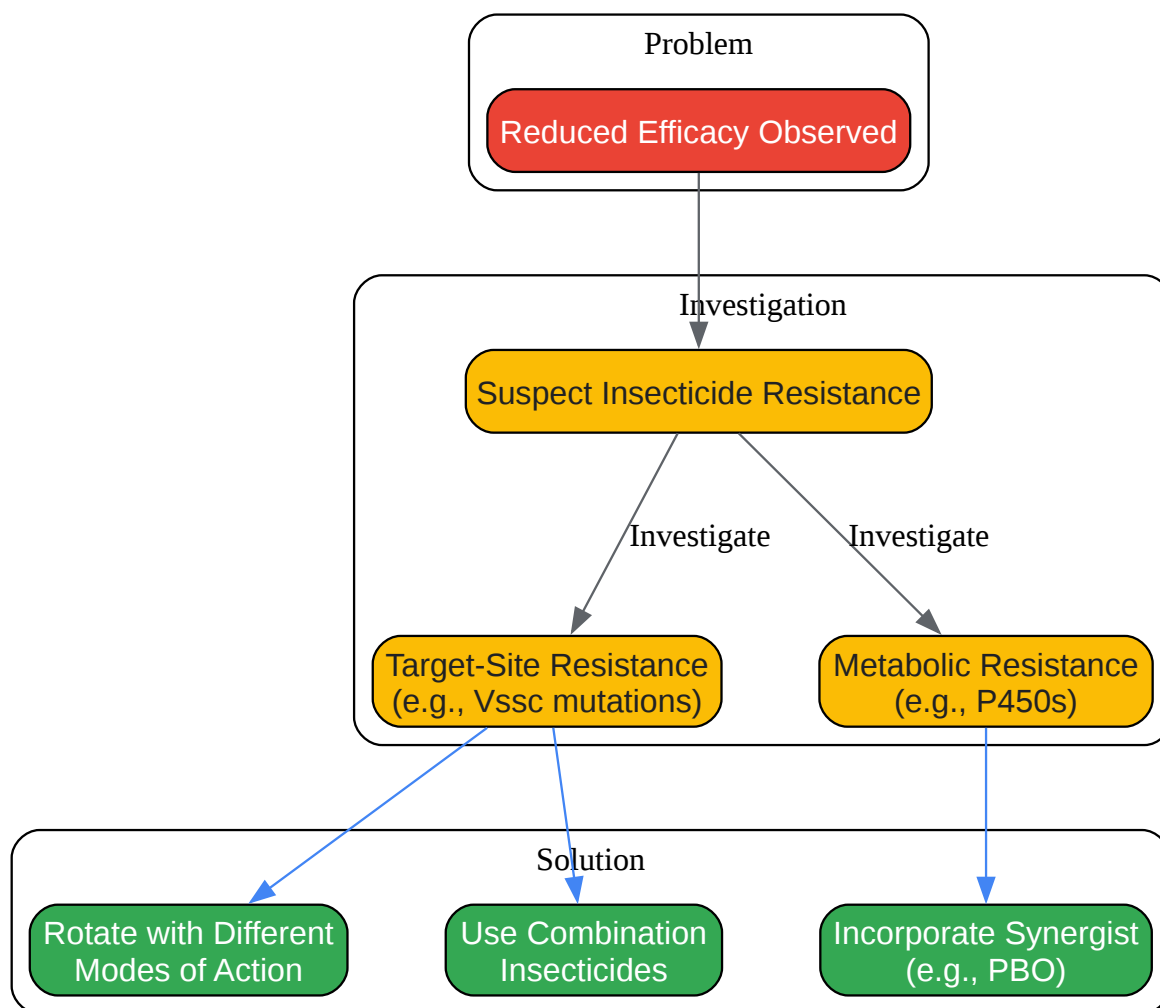 Problem
Reduced Efficacy Observed
Investigation
Suspect Insecticide Resistance
Investigate
Investigate
Target-Site Resistance
(e.g., Vssc mutations)
Metabolic Resistance
(e.g., P450s)
Solution
Rotate with Different
Modes of Action
Use Combination
Insecticides
Incorporate Synergist
(e.g., PBO)